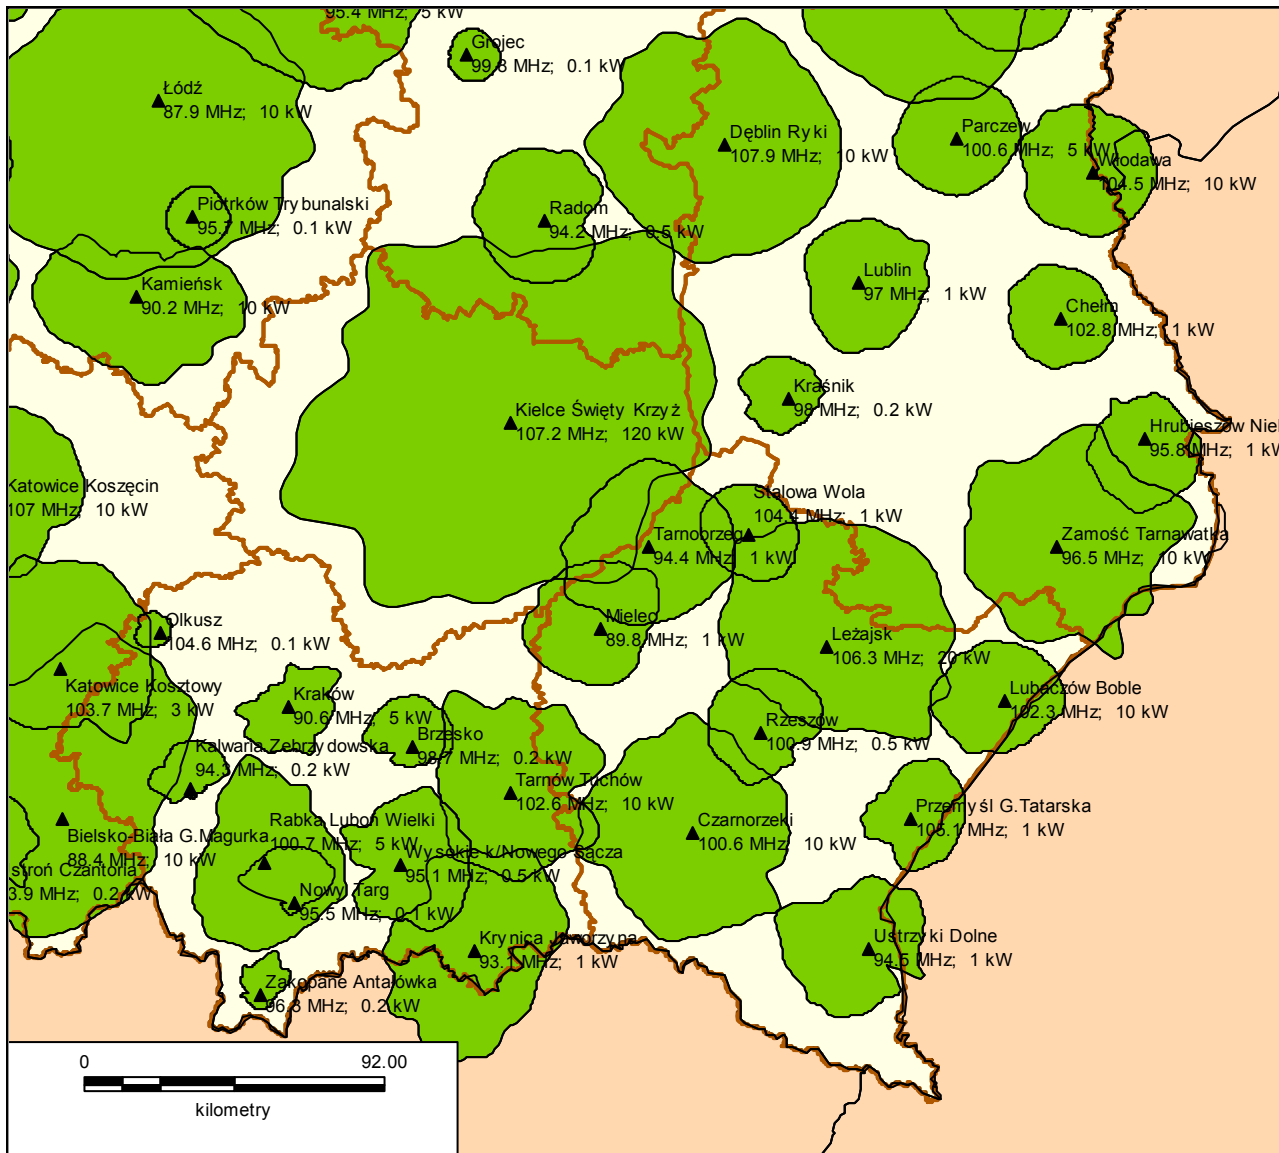 95.4 MHz; 5 kW
Grojec
99.3 MHz; 0.1 kW
Łódź
87.9 MHz; 10 kW
Dęblin Ryki
107.9 MHz; 10 kW
Parczew
100.6 MHz; 5 kW
Włodawa
104.5 MHz; 10 kW
Piotrków Trybunalski
95.7 MHz; 0.1 kW
Radom
94.2 MHz; 0.5 kW
Kamieńsk
90.2 MHz; 10 kW
Lublin
97 MHz; 1 kW
Chełm
102.8 MHz; 1 kW
Kraśnik
98 MHz; 0.2 kW
Kielce Święty Krzyż
107.2 MHz; 120 kW
Hrubieszów Niel
95.8 MHz; 1 kW
Katowice Koszęcin
107 MHz; 10 kW
Stalowa Wola
104.4 MHz; 1 kW
Tarnobrzeg
94.4 MHz; 1 kW
Zamość Tarnawatka
96.5 MHz; 10 kW
Olkusz
104.6 MHz; 0.1 kW
Mielec
89.8 MHz; 1 kW
Leżajsk
106.3 MHz; 20 kW
Katowice Kosztowy
103.7 MHz; 3 kW
Kraków
90.6 MHz; 5 kW
Lubaczów Boble
102.3 MHz; 10 kW
Rzeszów
100.9 MHz; 0.5 kW
Brzesko
98.7 MHz; 0.2 kW
Kalwaria Zebrzydowska
94.3 MHz; 0.2 kW
Tarnów Tuchów
102.6 MHz; 10 kW
Przemyśl G.Tatarska
105.1 MHz; 1 kW
Rabka Luboń Wielki
100.7 MHz; 5 kW
Czarnorzeki
100.6 MHz; 10 kW
Bielsko-Biała G.Magurka
88.4 MHz; 10 kW
Wysokie k/Nowego Sącza
95.1 MHz; 0.5 kW
stroń Czantoria
3.9 MHz; 0.2 kW
Nowy Targ
95.5 MHz; 0.1 kW
Krynica Jaworzyna
93.1 MHz; 1 kW
Ustrzyki Dolne
94.5 MHz; 1 kW
Zakopane Antałówka
96.3 MHz; 0.2 kW
0 92.00
kilometry